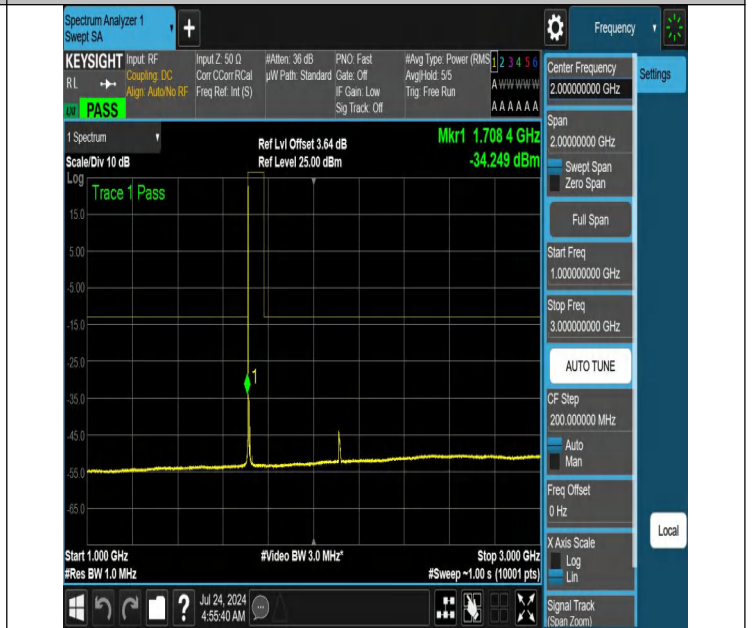 Spectrum Analyzer 1
Swept SA
+
Frequency
KEYSIGHT
RL
PASS
Input: RF
Coupling: DC
Align: Auto/No RF
Input Z: 50 Ω
Corr CCorr RCal
Freq Ref: Int (S)
#Atten: 36 dB
µW Path: Standard
PNO: Fast
Gate: Off
IF Gain: Low
Sig Track: Off
#Avg Type: Power (RMS
Avg|Hold: 5/5
Trig: Free Run
1 2 3 4 5 6
A W W W W W
A A A A A A
1 Spectrum
Scale/Div 10 dB
Ref Lvl Offset 3.64 dB
Ref Level 25.00 dBm
Mkr1 1.708 4 GHz
-34.249 dBm
Log
Trace 1 Pass
15.0
5.00
-5.00
-15.0
-25.0
-35.0
-45.0
-55.0
-65.0
1
Start 1.000 GHz
#Res BW 1.0 MHz
#Video BW 3.0 MHz*
Stop 3.000 GHz
#Sweep ~1.00 s (10001 pts)
?
Jul 24, 2024
4:55:40 AM
Center Frequency
2.000000000 GHz
Settings
Span
2.00000000 GHz
Swept Span
Zero Span
Full Span
Start Freq
1.000000000 GHz
Stop Freq
3.000000000 GHz
AUTO TUNE
CF Step
200.000000 MHz
Auto
Man
Freq Offset
0 Hz
Local
X Axis Scale
Log
Lin
Signal Track
(Span Zoom)